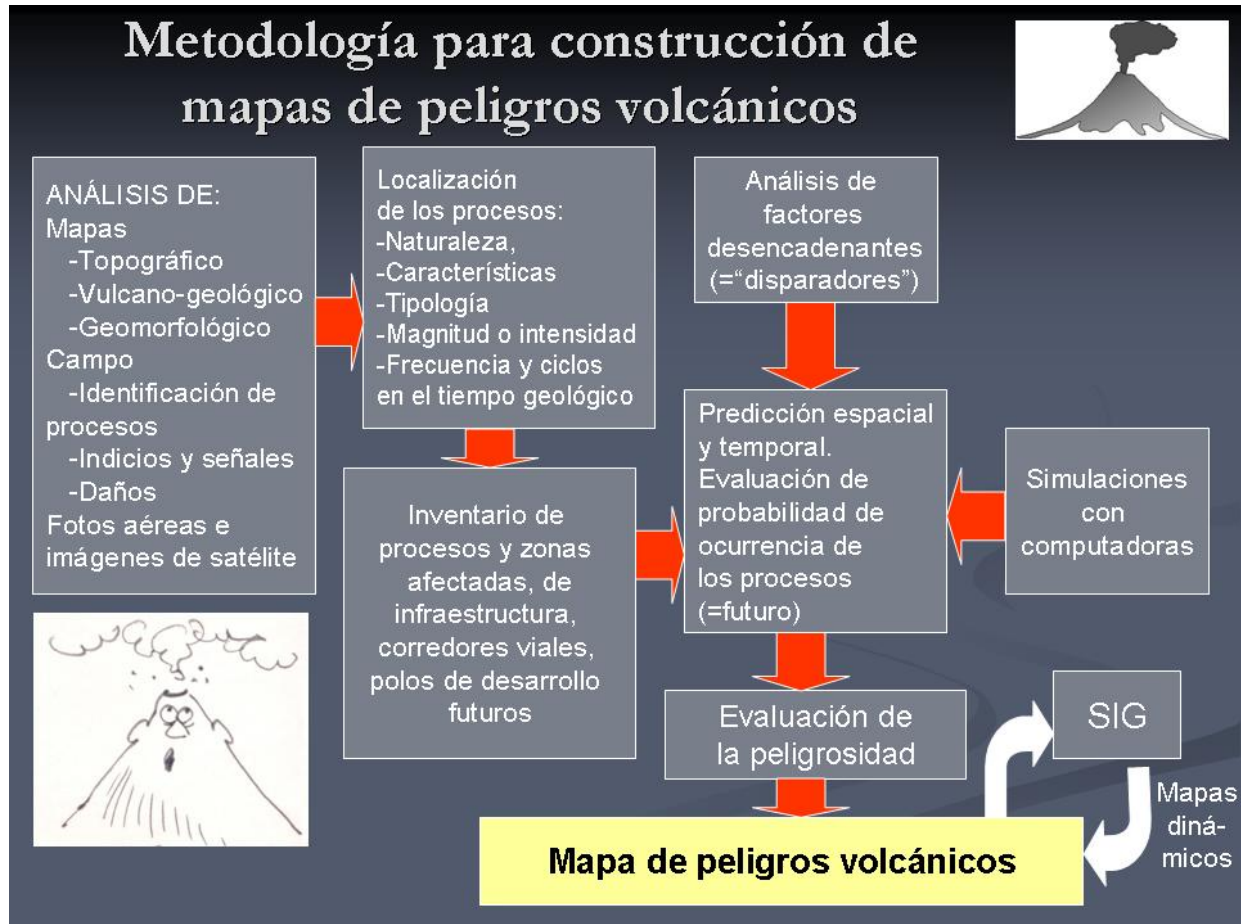 Metodología para construcción de
mapas de peligros volcánicos
ANÁLISIS DE:
Mapas
-Topográfico
-Vulcano-geológico
-Geomorfológico
Campo
-Identificación de
procesos
-Indicios y señales
-Daños
Fotos aéreas e
imágenes de satélite
Localización
de los procesos:
-Naturaleza,
-Características
-Tipología
-Magnitud o intensidad
-Frecuencia y ciclos
en el tiempo geológico
Inventario de
procesos y zonas
afectadas, de
infraestructura,
corredores viales,
polos de desarrollo
futuros
Análisis de
factores
desencadenantes
(=“disparadores”)
Predicción espacial
y temporal.
Evaluación de
probabilidad de
ocurrencia de
los procesos
(=futuro)
Simulaciones
con
computadoras
Evaluación de
la peligrosidad
SIG
Mapas
diná-
micos
Mapa de peligros volcánicos